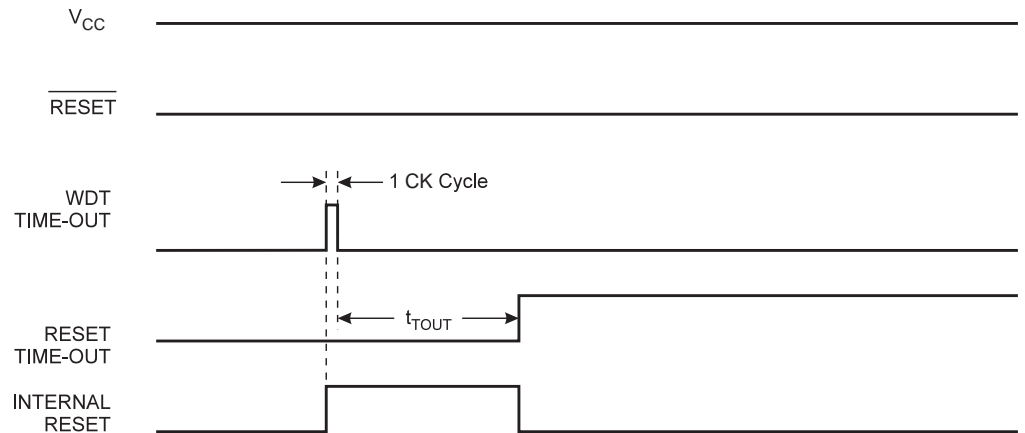 VCC
RESET
WDT
TIME-OUT
1 CK Cycle
RESET
TIME-OUT
tTOUT
INTERNAL
RESET